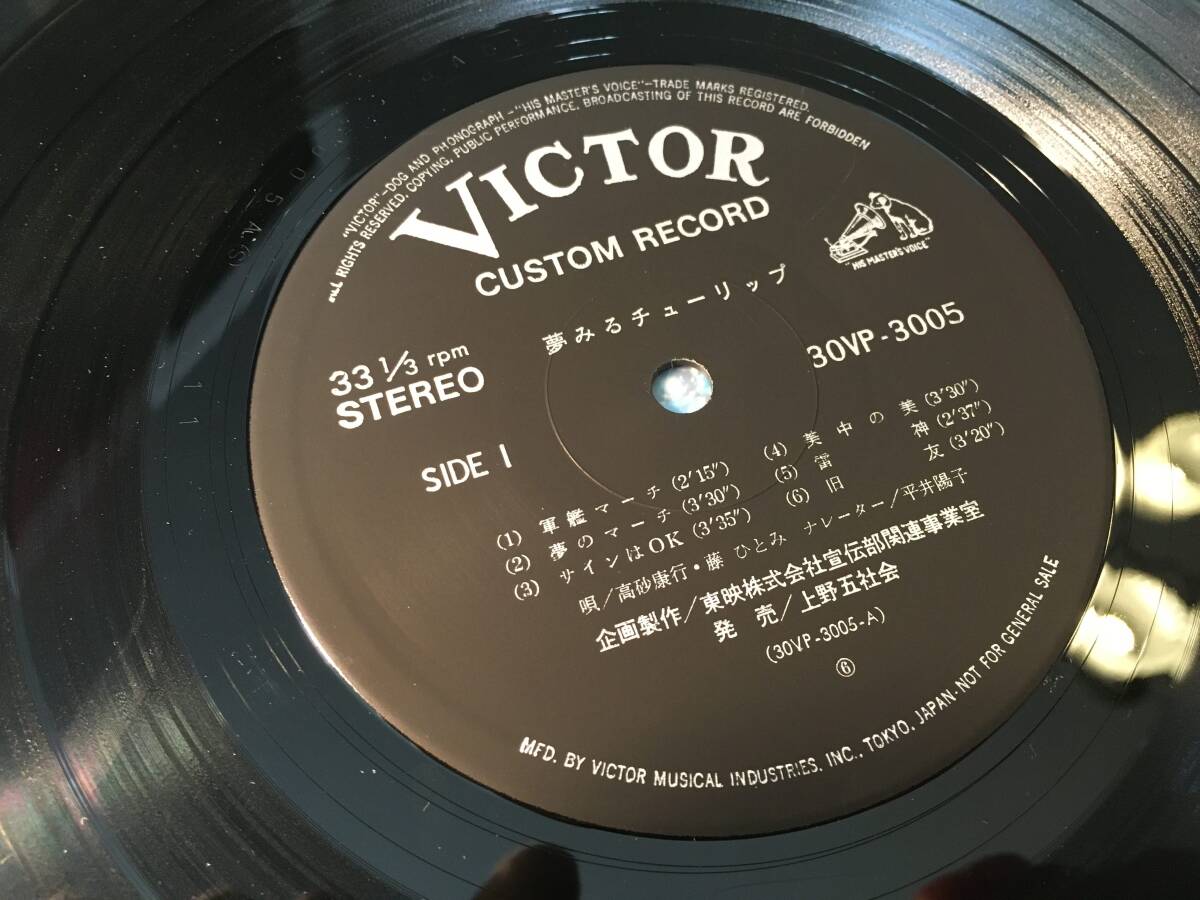 "VICTOR"-DOG AND PHONOGRAPH-"HIS MASTER'S VOICE"-TRADE MARKS REGISTERED.
ALL RIGHTS RESERVED. COPYING, PUBLIC PERFORMANCE, BROADCASTING OF THIS RECORD ARE FORBIDDEN
VICTOR
CUSTOM RECORD
"HIS MASTER'S VOICE"
夢みるチューリップ
33 1/3 rpm
STEREO
30VP-3005
SIDE 1
(1) 軍艦マーチ (2'15")
(2) 夢のマーチ (3'30")
(3) サインはOK (3'35")
(4) 美中の美 (3'30")
(5) 雷神 (2'37")
(6) 旧友 (3'20")
唄/高砂康行・藤ひとみ ナレーター/平井陽子
企画製作/東映株式会社宣伝部関連事業室
発売/上野五社会
(30VP-3005-A)
⑥
MFD. BY VICTOR MUSICAL INDUSTRIES, INC., TOKYO, JAPAN-NOT FOR GENERAL SALE